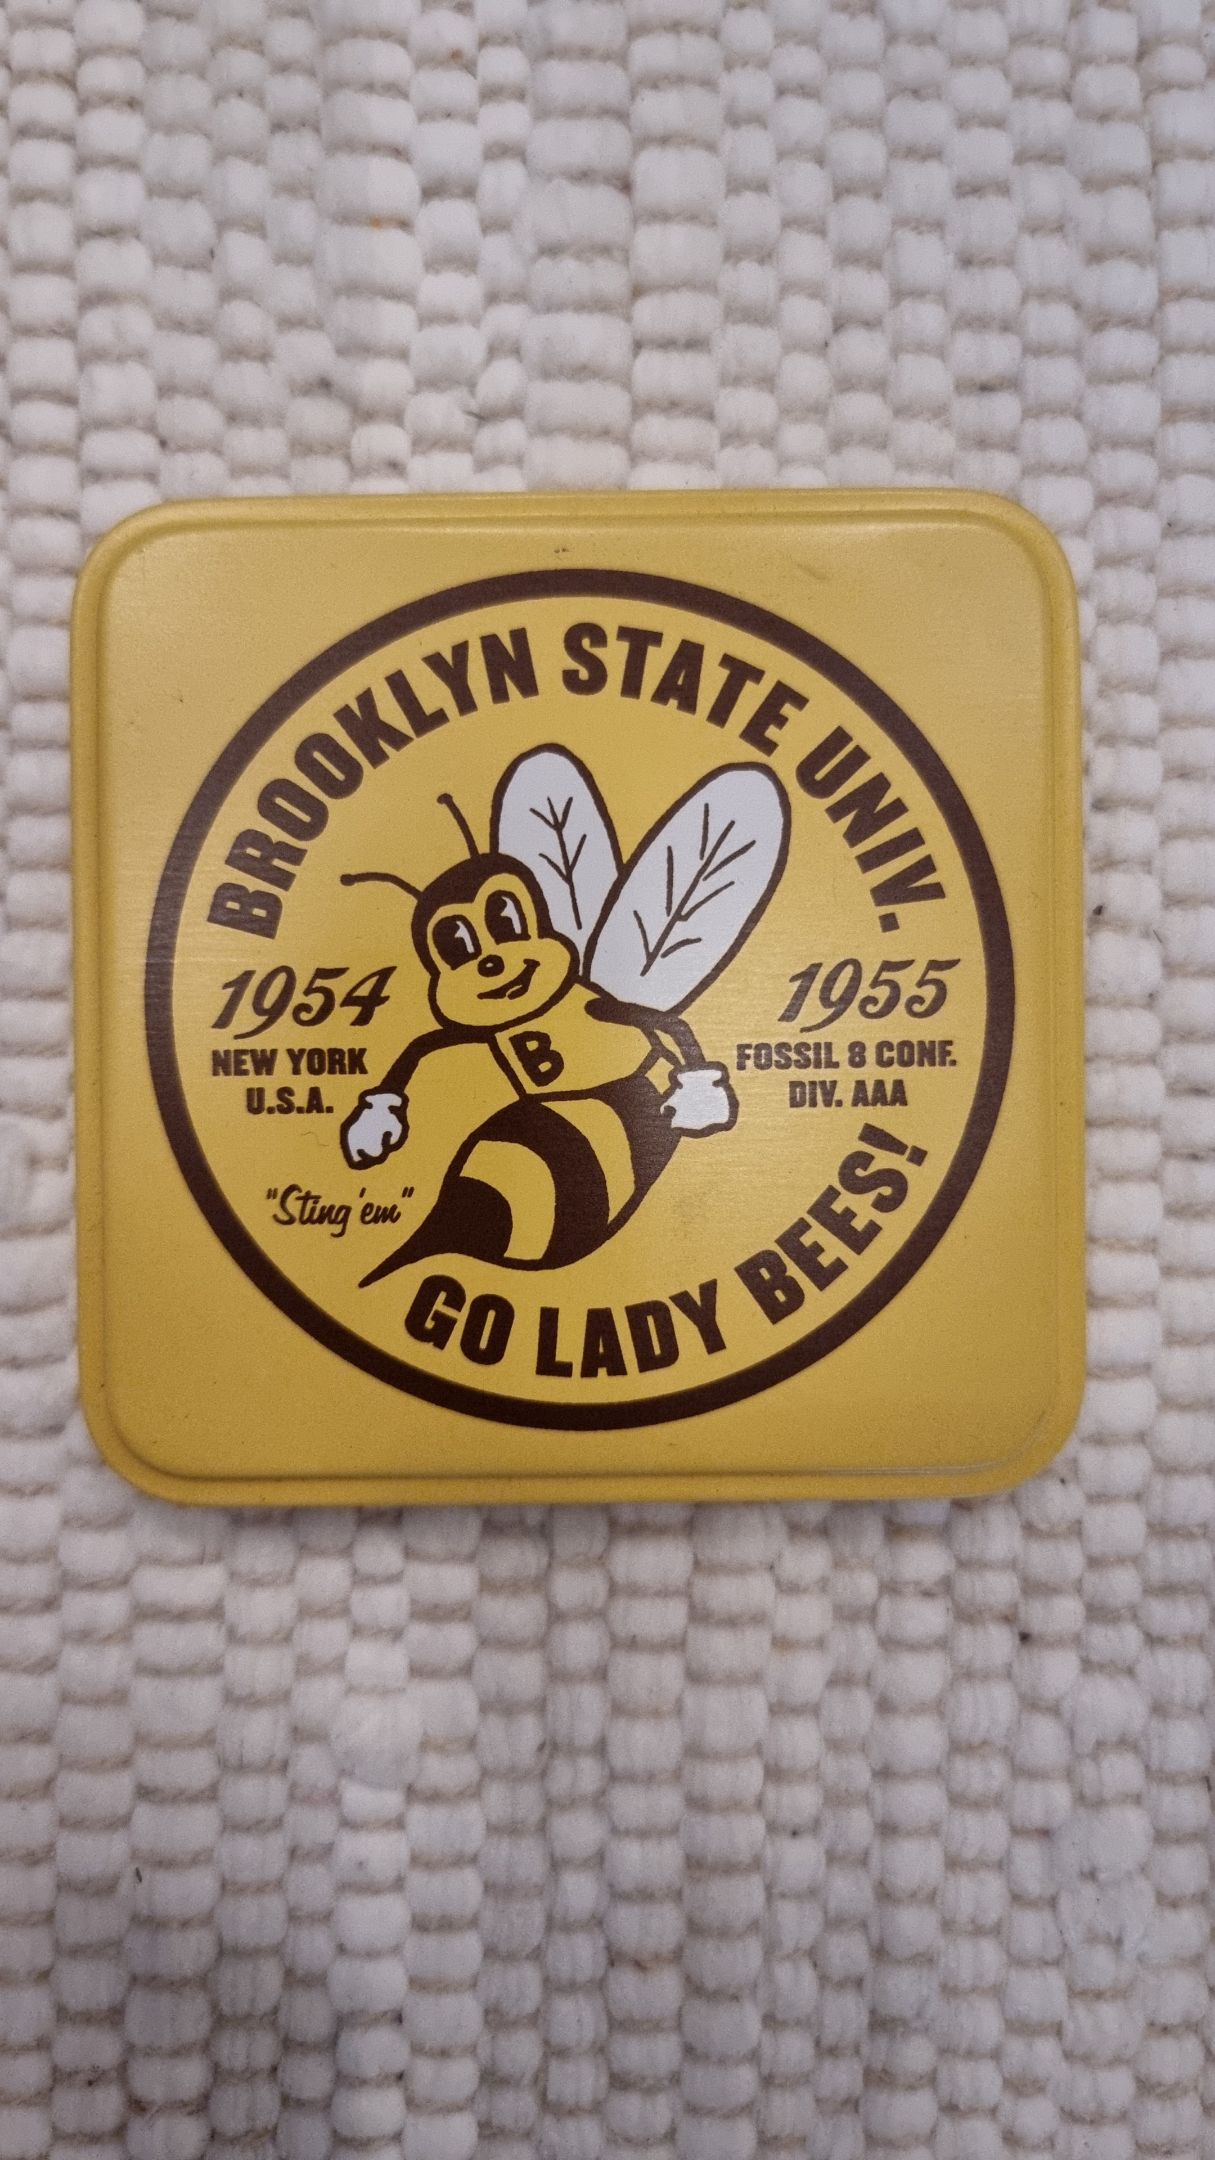 BROOKLYN STATE UNIV.
1954
NEW YORK
U.S.A.
1955
FOSSIL 8 CONF.
DIV. AAA
B
"Sting 'em"
GO LADY BEES!